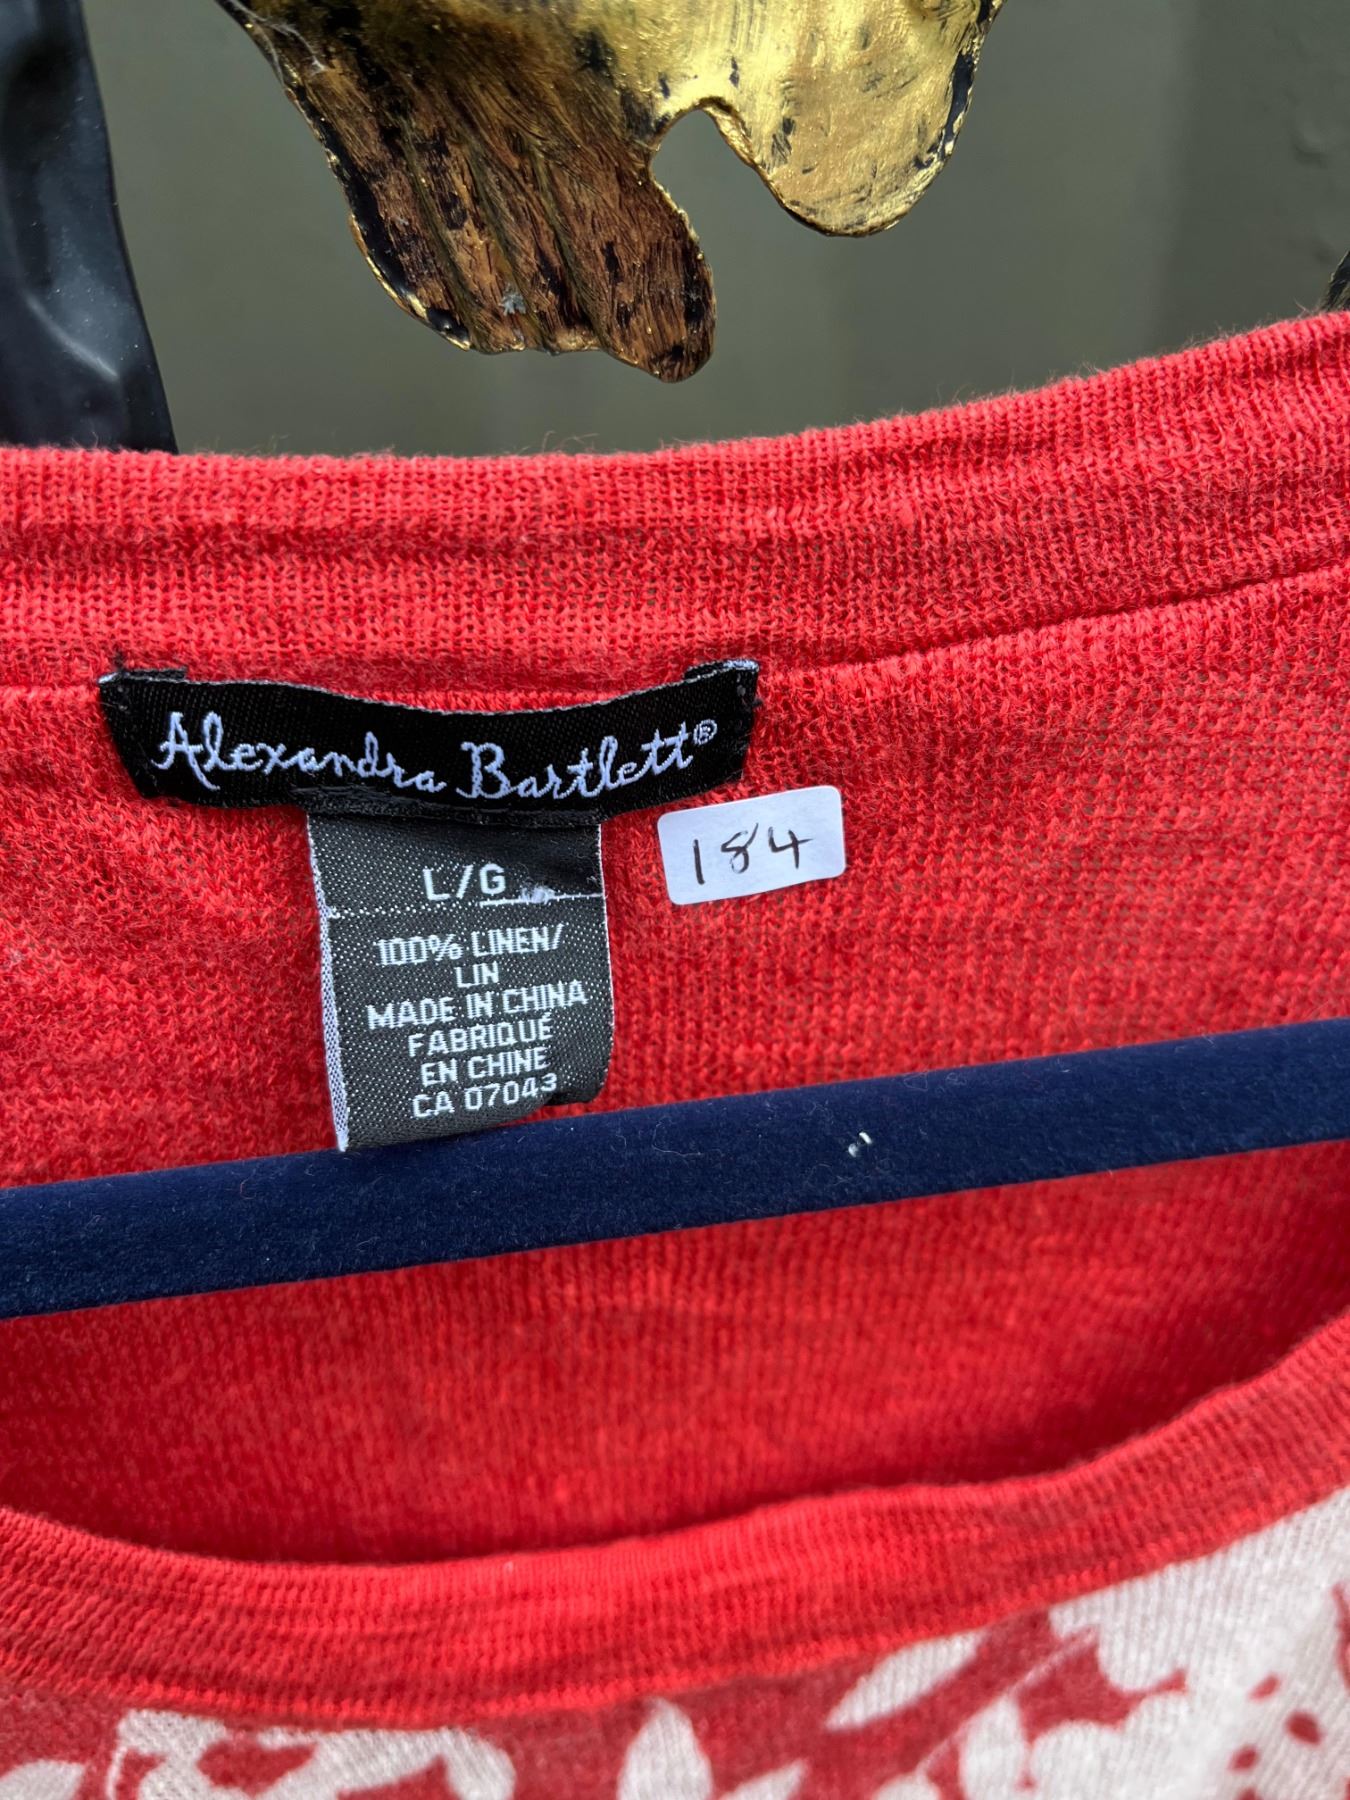 Alexandra Bartlett®
184
L/G
100% LINEN/
LIN
MADE IN CHINA
FABRIQUÉ
EN CHINE
CA 07043